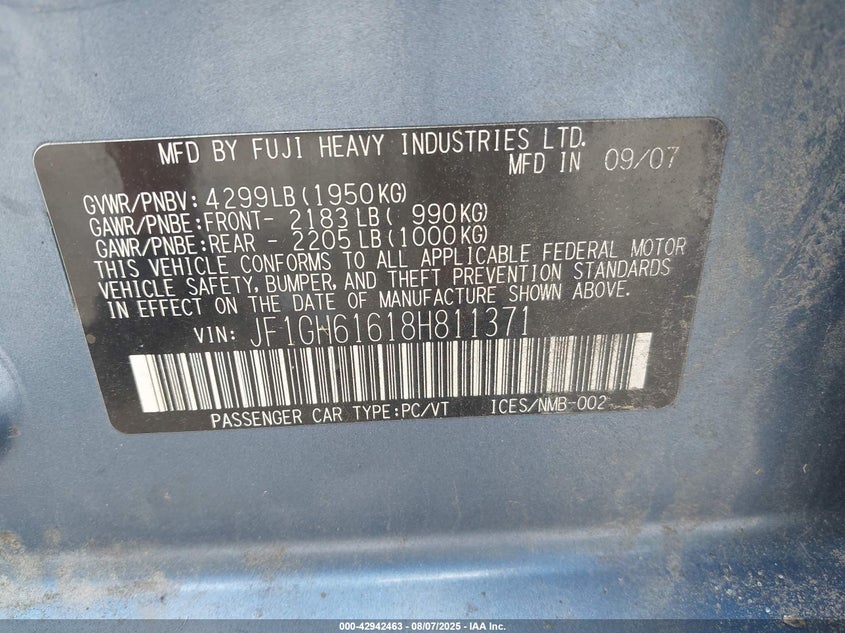 MFD BY FUJI HEAVY INDUSTRIES LTD.
MFD IN 09/07
GVWR/PNBV: 4299LB(1950KG)
GAWR/PNBE:FRONT- 2183LB( 990KG)
GAWR/PNBE:REAR - 2205LB(1000KG)
THIS VEHICLE CONFORMS TO ALL APPLICABLE FEDERAL MOTOR
VEHICLE SAFETY, BUMPER, AND THEFT PREVENTION STANDARDS
IN EFFECT ON THE DATE OF MANUFACTURE SHOWN ABOVE.
VIN: JF1GH61618H811371
PASSENGER CAR TYPE:PC/VT ICES/NMB-002
000-42942463 - 08/07/2025 - IAA Inc.